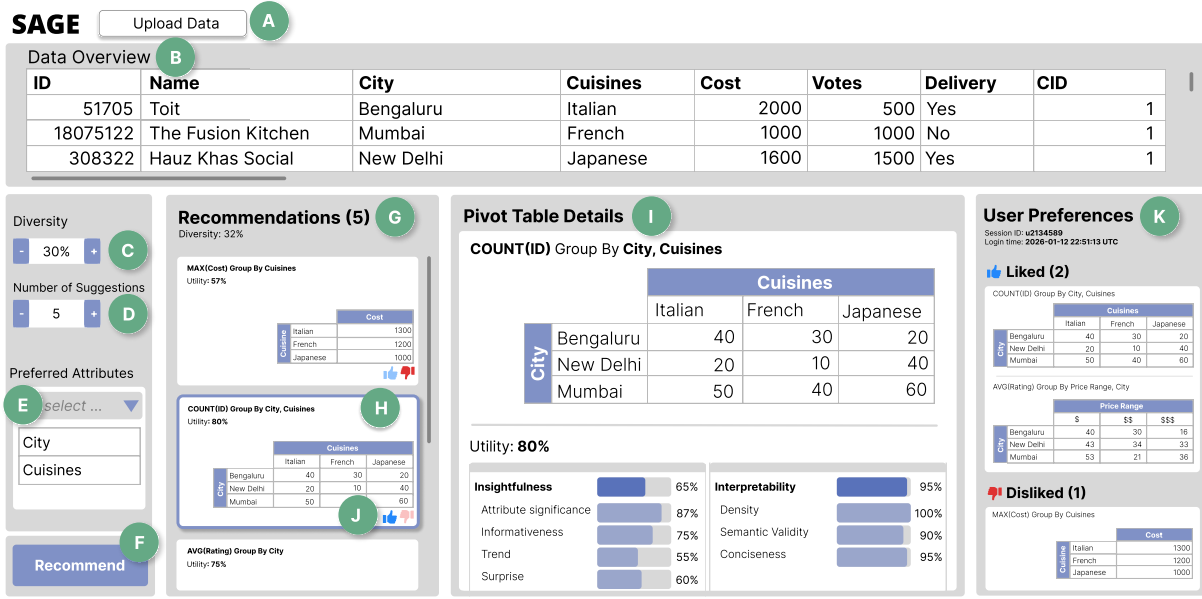 SAGE
Upload Data
A
Data Overview
B
ID Name City Cuisines Cost Votes Delivery CID
51705 Toit Bengaluru Italian 2000 500 Yes 1
18075122 The Fusion Kitchen Mumbai French 1000 1000 No 1
308322 Hauz Khas Social New Delhi Japanese 1600 1500 Yes 1
Diversity
- 30% +
C
Number of Suggestions
- 5 +
D
Preferred Attributes
E
select ...
City
Cuisines
F
Recommend
Recommendations (5)
G
Diversity: 32%
MAX(Cost) Group By Cuisines
Utility: 57%
Cost
Cuisine
Italian 1300
French 1200
Japanese 1000
COUNT(ID) Group By City, Cuisines
H
Utility: 80%
Cuisines
Italian French Japanese
City
Bengaluru 40 30 20
New Delhi 20 10 40
Mumbai 50 40 60
J
AVG(Rating) Group By City
Utility: 75%
Pivot Table Details
I
COUNT(ID) Group By City, Cuisines
Cuisines
Italian French Japanese
City
Bengaluru 40 30 20
New Delhi 20 10 40
Mumbai 50 40 60
Utility: 80%
Insightfulness 65%
Attribute significance 87%
Informativeness 75%
Trend 55%
Surprise 60%
Interpretability 95%
Density 100%
Semantic Validity 90%
Conciseness 95%
User Preferences
K
Session ID: u2134589
Login time: 2026-01-12 22:51:13 UTC
Liked (2)
COUNT(ID) Group By City, Cuisines
Cuisines
Italian French Japanese
City
Bengaluru 40 30 20
New Delhi 20 10 40
Mumbai 50 40 60
AVG(Rating) Group By Price Range, City
Price Range
$ $$ $$$
City
Bengaluru 40 30 16
New Delhi 43 34 33
Mumbai 53 21 36
Disliked (1)
MAX(Cost) Group By Cuisines
Cost
Cuisine
Italian 1300
French 1200
Japanese 1000